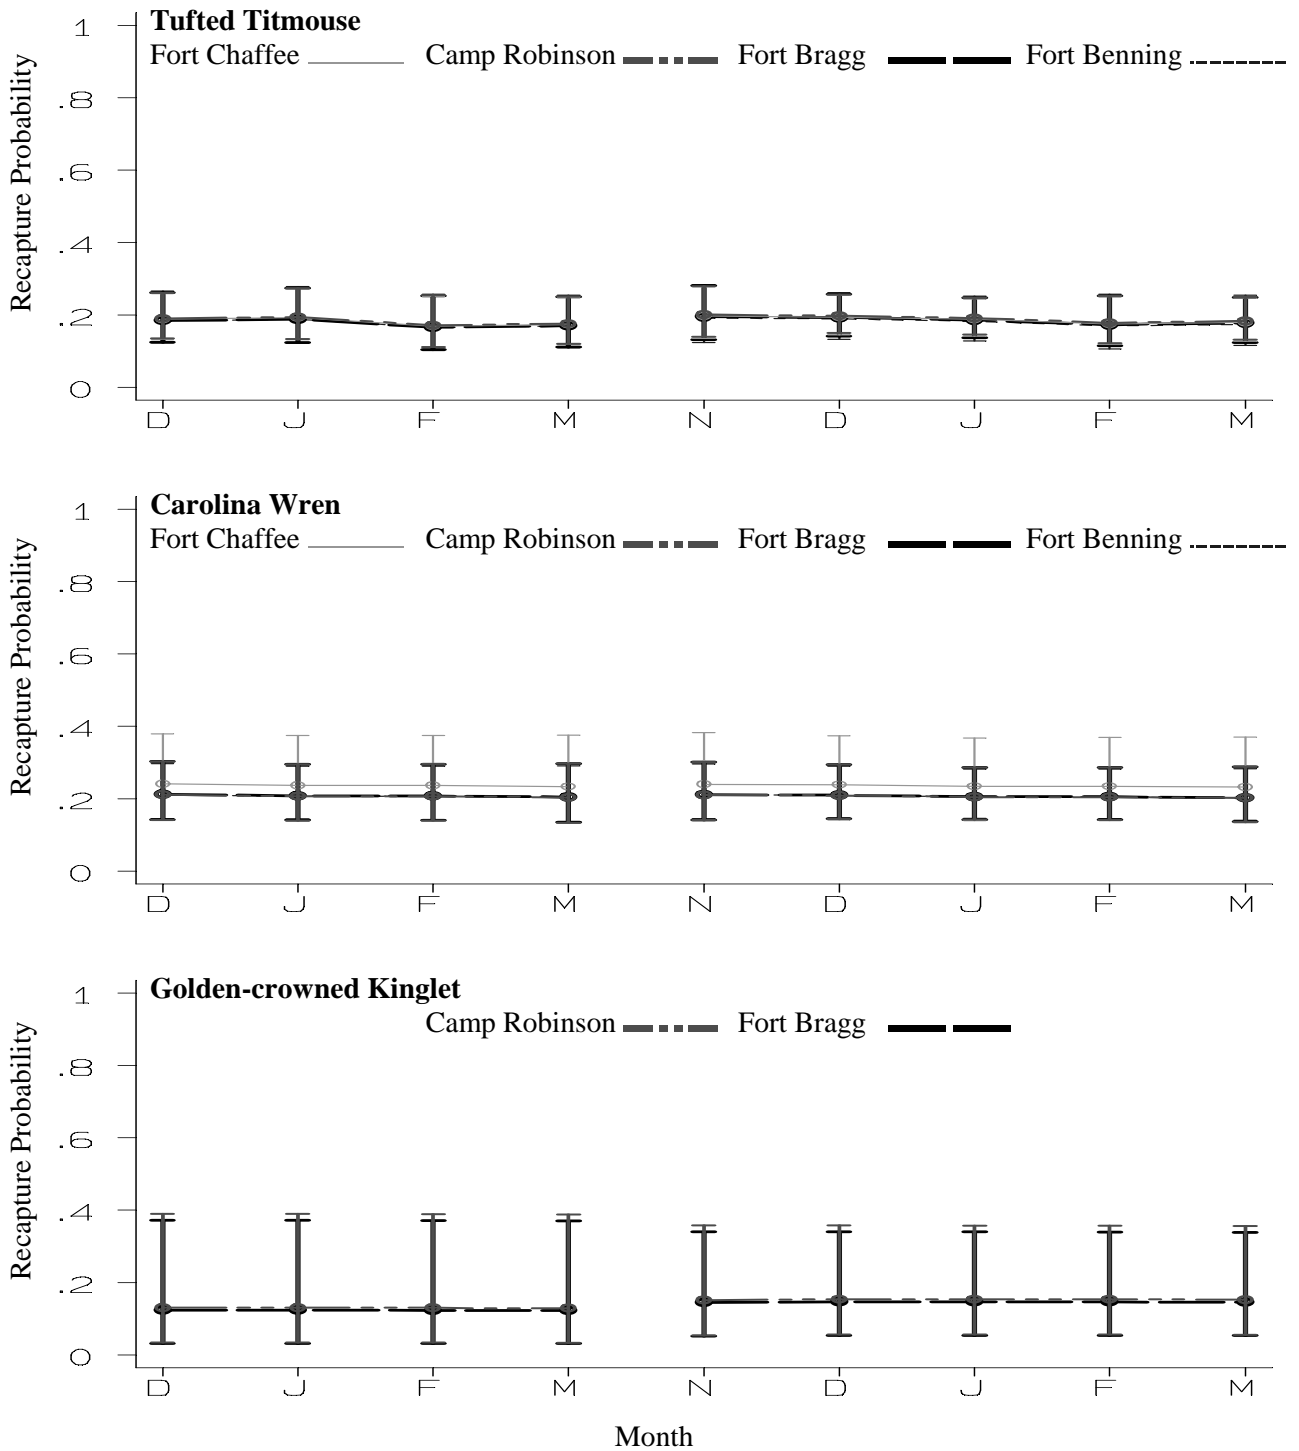 Tufted Titmouse
Fort Chaffee Camp Robinson Fort Bragg Fort Benning
Recapture Probability
1
.8
.6
.4
.2
0
D J F M N D J F M
Carolina Wren
Fort Chaffee Camp Robinson Fort Bragg Fort Benning
Recapture Probability
1
.8
.6
.4
.2
0
D J F M N D J F M
Golden-crowned Kinglet
Camp Robinson Fort Bragg
Recapture Probability
1
.8
.6
.4
.2
0
D J F M N D J F M
Month